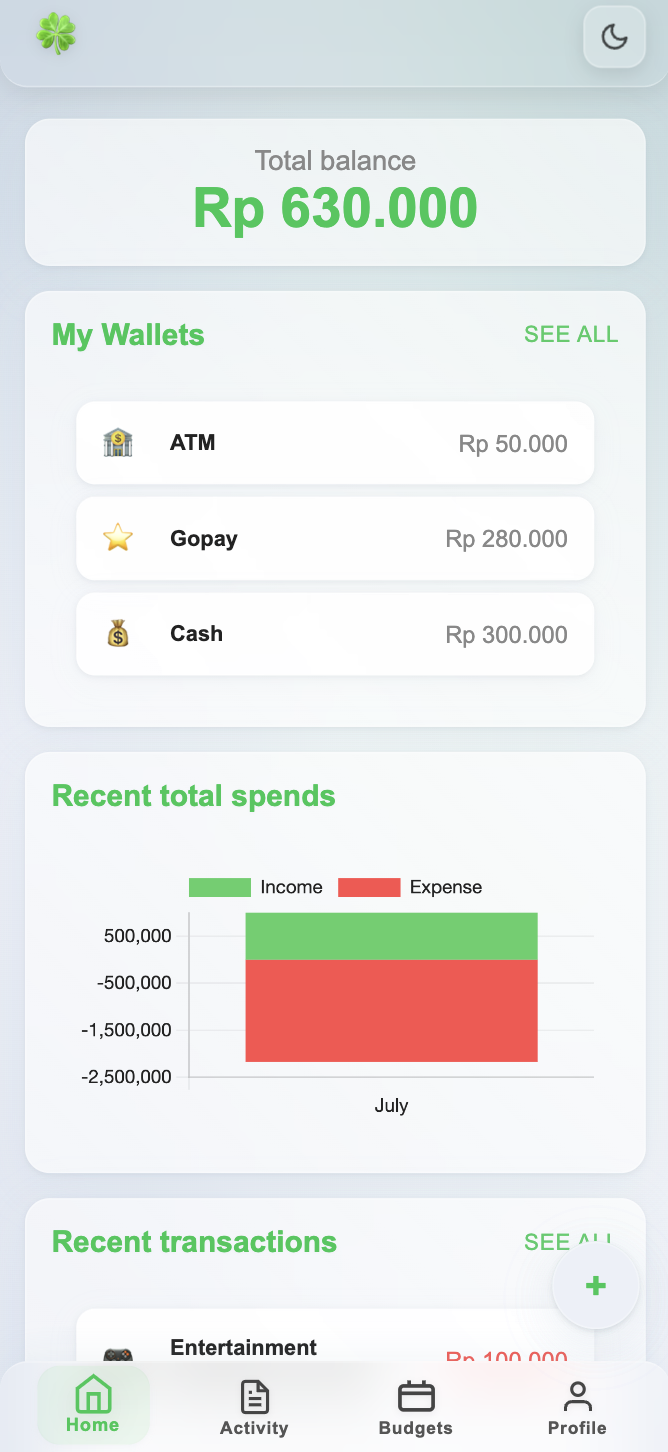 Total balance
Rp 630.000
My Wallets
SEE ALL
ATM
Rp 50.000
Gopay
Rp 280.000
Cash
Rp 300.000
Recent total spends
Income
Expense
500,000
-500,000
-1,500,000
-2,500,000
July
Recent transactions
SEE ALL
Entertainment
Rp 100.000
Home
Activity
Budgets
Profile